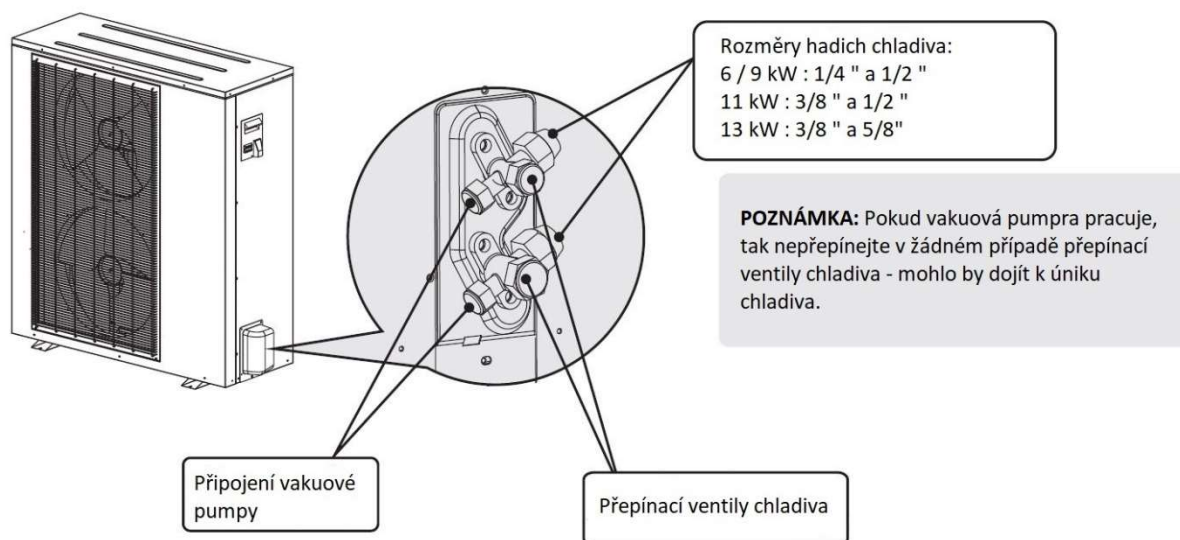 Rozměry hadich chladiva:
6 / 9 kW : 1/4 " a 1/2 "
11 kW : 3/8 " a 1/2 "
13 kW : 3/8 " a 5/8"
POZNÁMKA: Pokud vakuová pumpra pracuje,
tak nepřepínejte v žádném případě přepínací
ventily chladiva - mohlo by dojít k úniku
chladiva.
Připojení vakuové
pumpy
Přepínací ventily chladiva